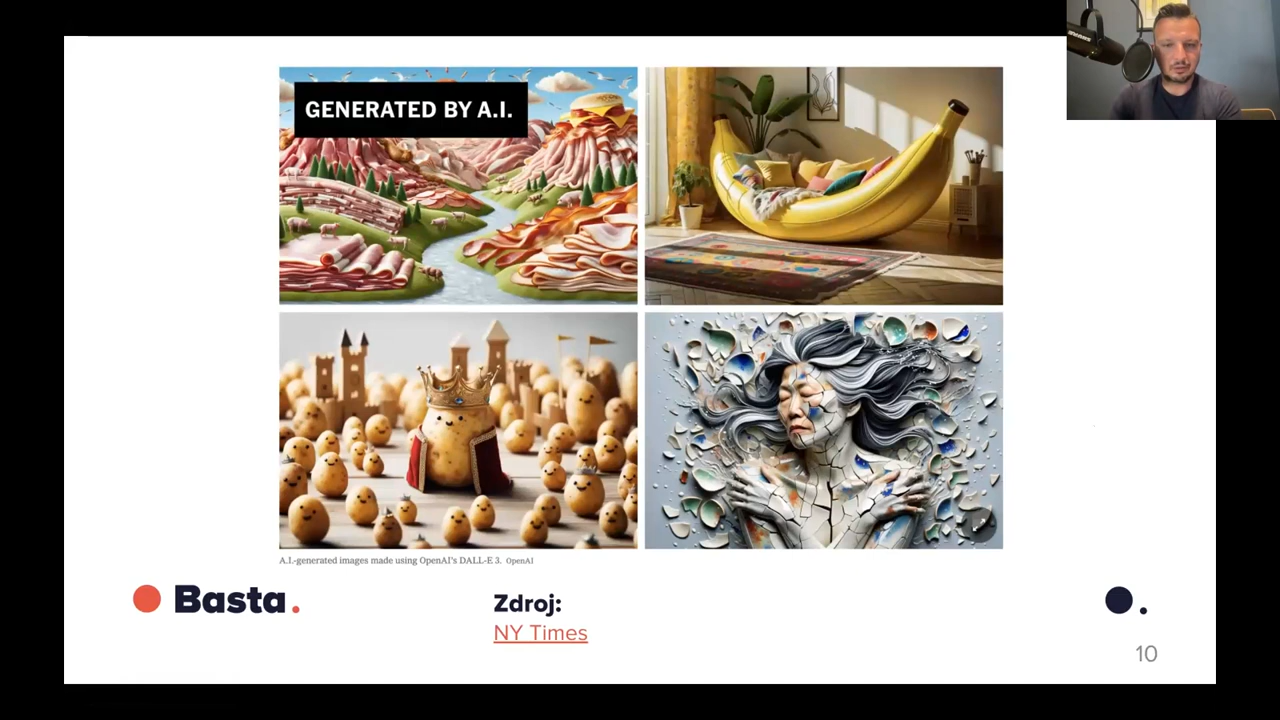 GENERATED BY A.I.
A.I.-generated images made using OpenAI's DALL-E 3. OpenAI
Basta.
Zdroj:
NY Times
10